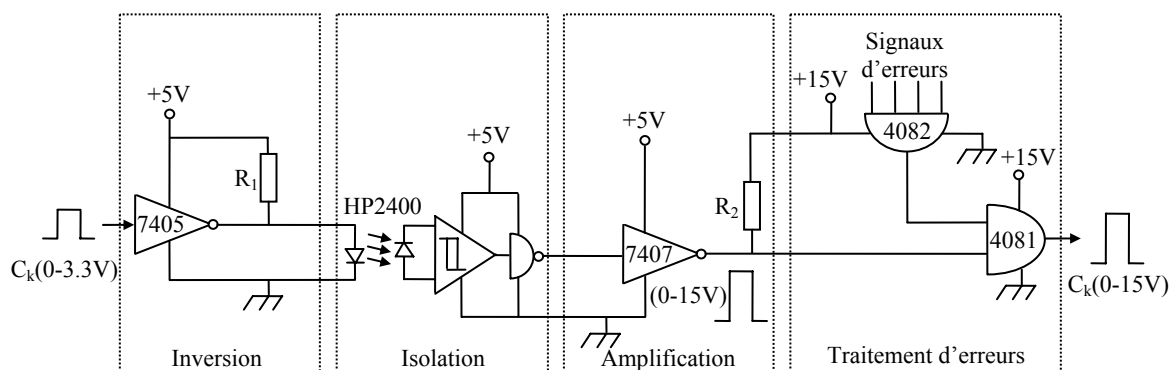 Signaux
d'erreurs
+15V
+5V
+5V
+5V
4082
+15V
R1
HP2400
R2
7405
7407
4081
Ck(0-3.3V)
(0-15V)
Ck(0-15V)
Inversion
Isolation
Amplification
Traitement d'erreurs